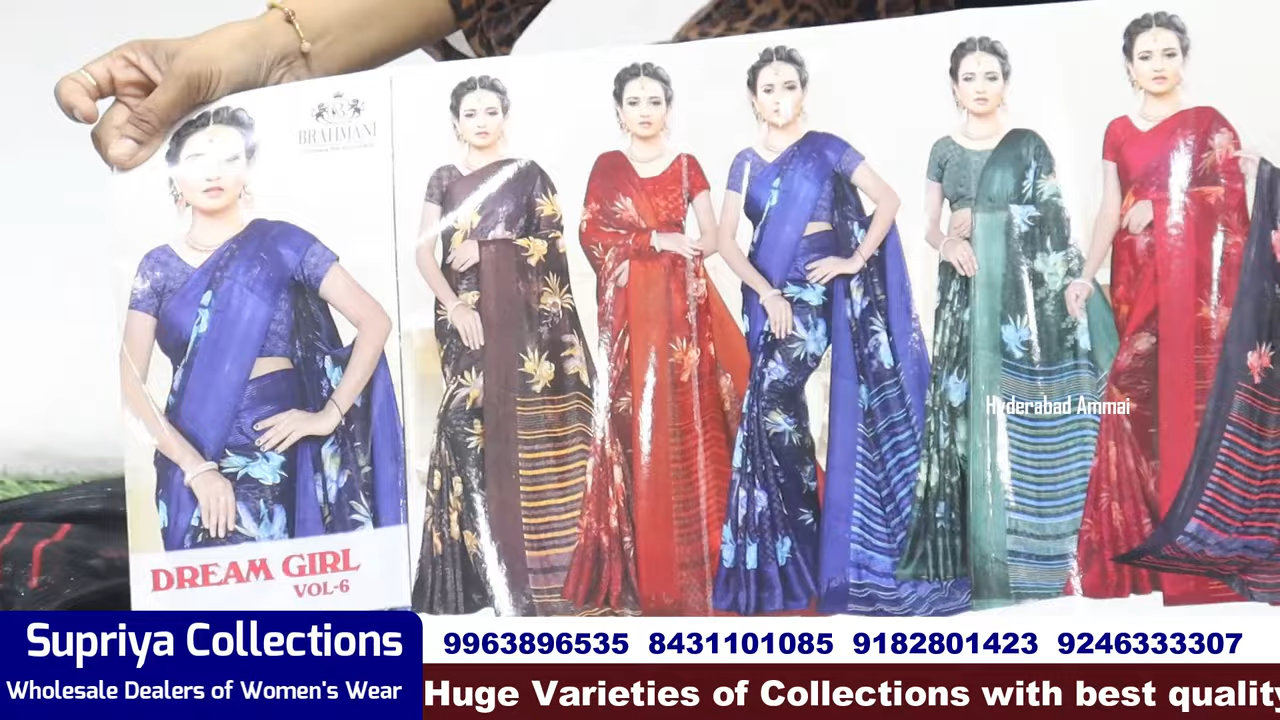 BRAHMANI
DREAM GIRL
VOL-6
Hyderabad Ammai
Supriya Collections
Wholesale Dealers of Women's Wear
9963896535 8431101085 9182801423 9246333307
Huge Varieties of Collections with best quality